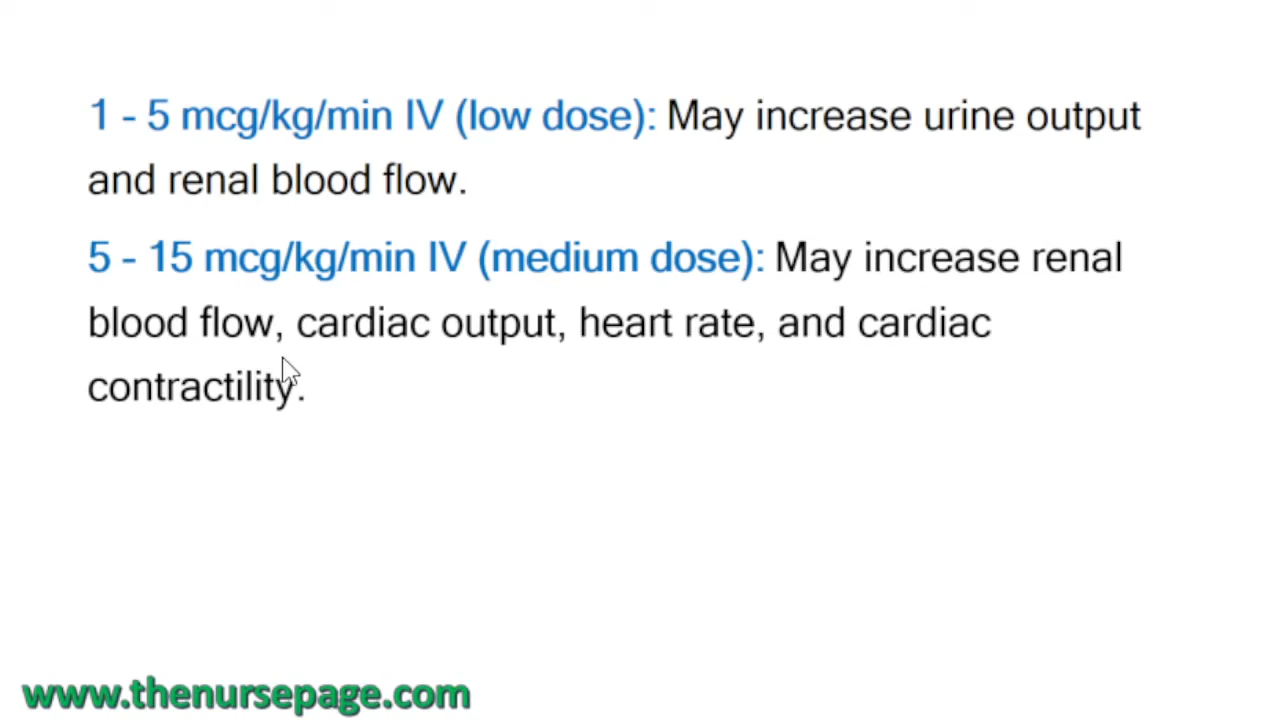 1 - 5 mcg/kg/min IV (low dose): May increase urine output
and renal blood flow.
5 - 15 mcg/kg/min IV (medium dose): May increase renal
blood flow, cardiac output, heart rate, and cardiac
contractility.
www.thenursepage.com